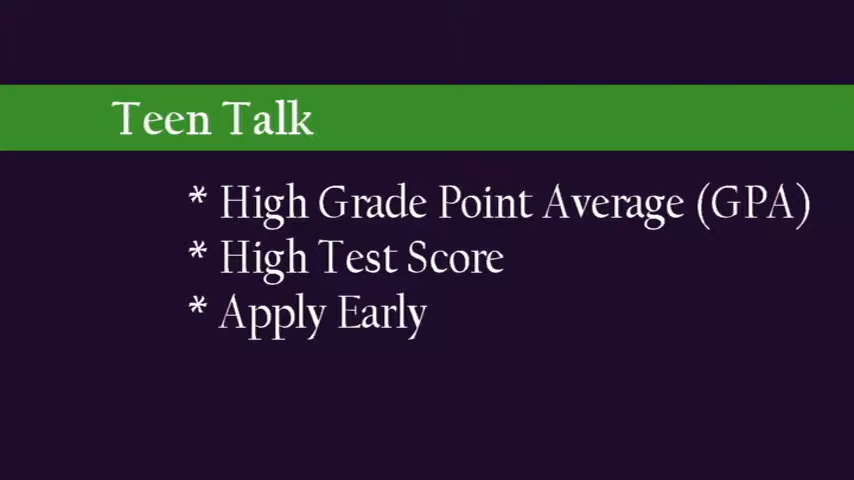 Teen Talk
* High Grade Point Average (GPA)
* High Test Score
* Apply Early